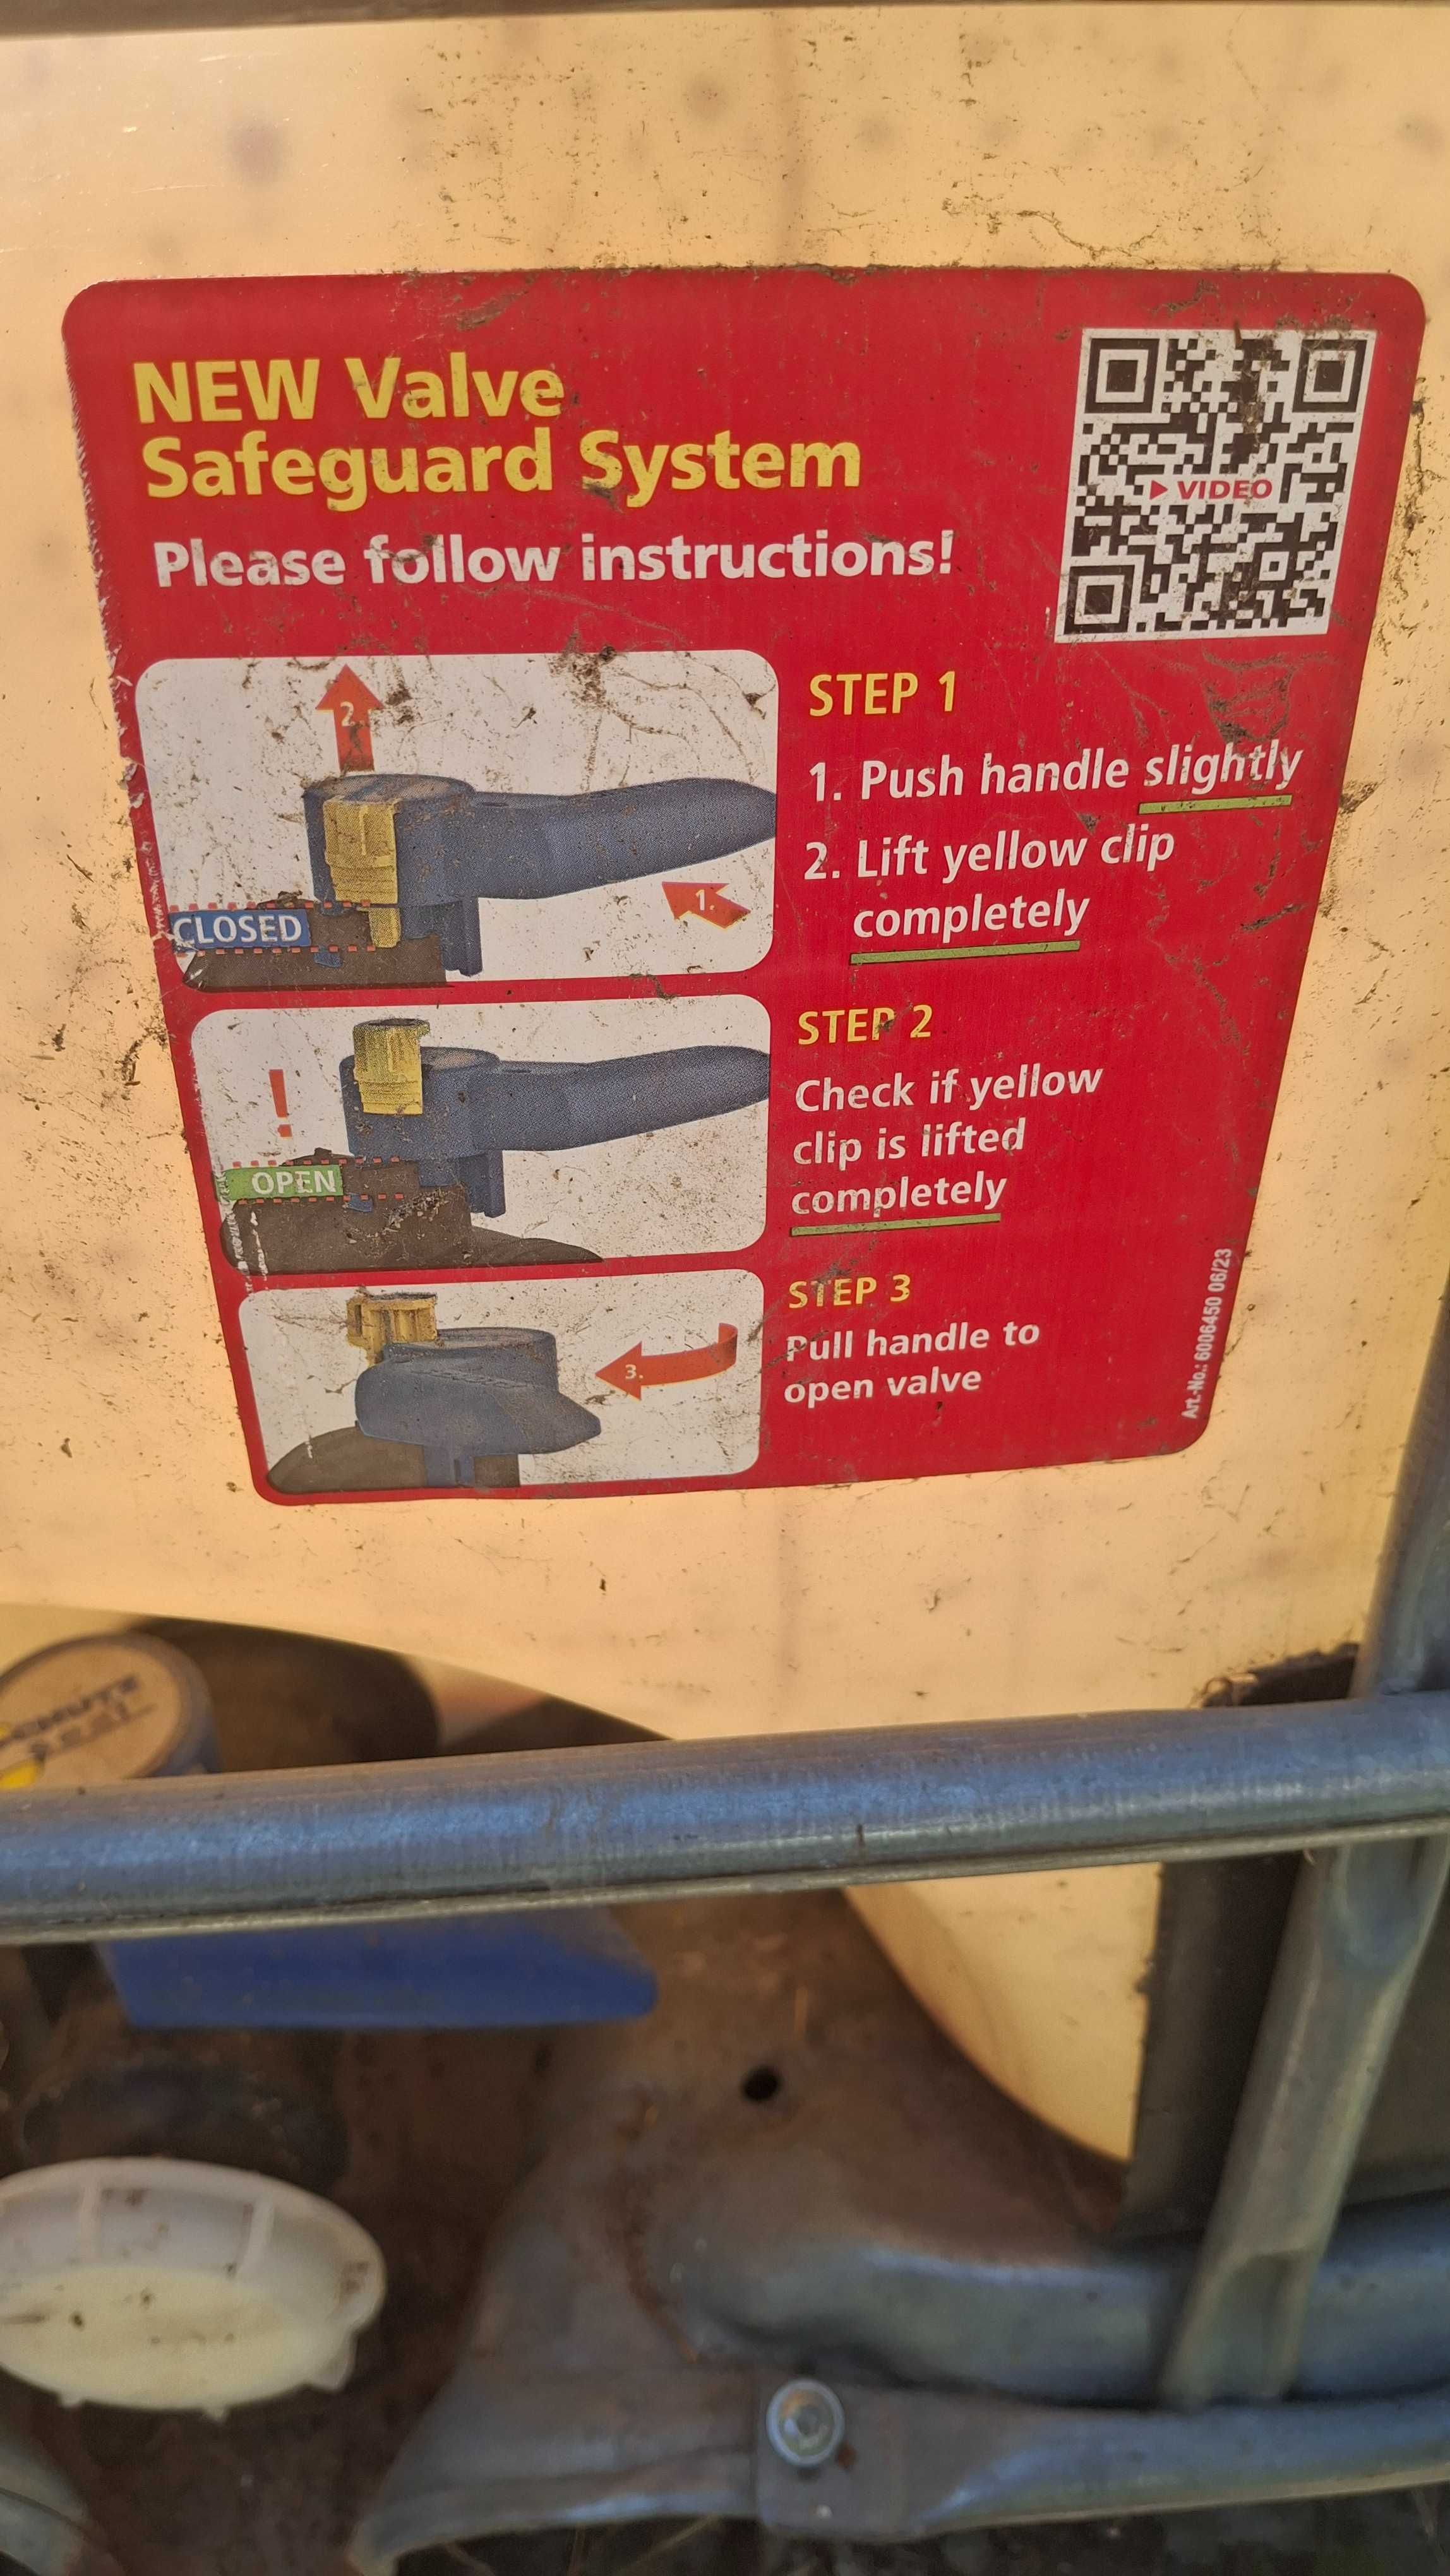 NEW Valve
Safeguard System
Please follow instructions!
▶ VIDEO
2.
1.
CLOSED
STEP 1
1. Push handle slightly
2. Lift yellow clip
completely
!
OPEN
STEP 2
Check if yellow
clip is lifted
completely
3.
STEP 3
Pull handle to
open valve
Art.-No.: 6006450 06/23